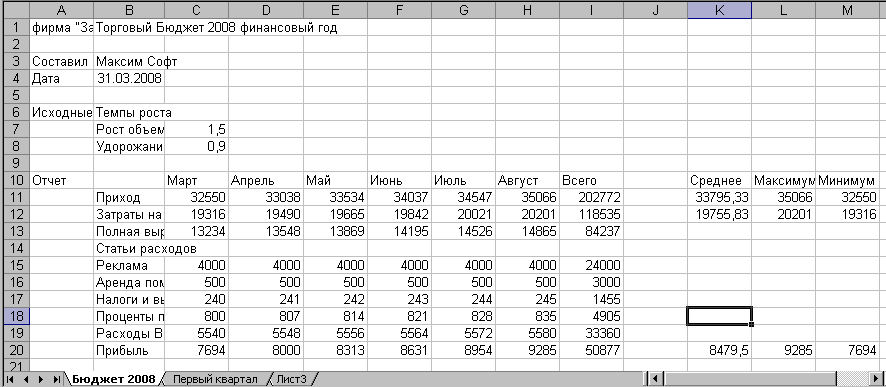 A B C D E F G H I J K L M
1 фирма "За Торговый Бюджет 2008 финансовый год
2
3 Составил Максим Софт
4 Дата 31.03.2008
5
6 Исходные Темпы роста
7 Рост объем 1,5
8 Удорожани 0,9
9
10 Отчет Март Апрель Май Июнь Июль Август Всего Среднее Максимум Минимум
11 Приход 32550 33038 33534 34037 34547 35066 202772 33795,33 35066 32550
12 Затраты на 19316 19490 19665 19842 20021 20201 118535 19755,83 20201 19316
13 Полная выр 13234 13548 13869 14195 14526 14865 84237
14 Статьи расходов
15 Реклама 4000 4000 4000 4000 4000 4000 24000
16 Аренда пом 500 500 500 500 500 500 3000
17 Налоги и вы 240 241 242 243 244 245 1455
18 Проценты п 800 807 814 821 828 835 4905
19 Расходы В 5540 5548 5556 5564 5572 5580 33360
20 Прибыль 7694 8000 8313 8631 8954 9285 50877 8479,5 9285 7694
21
Бюджет 2008 Первый квартал Лист3